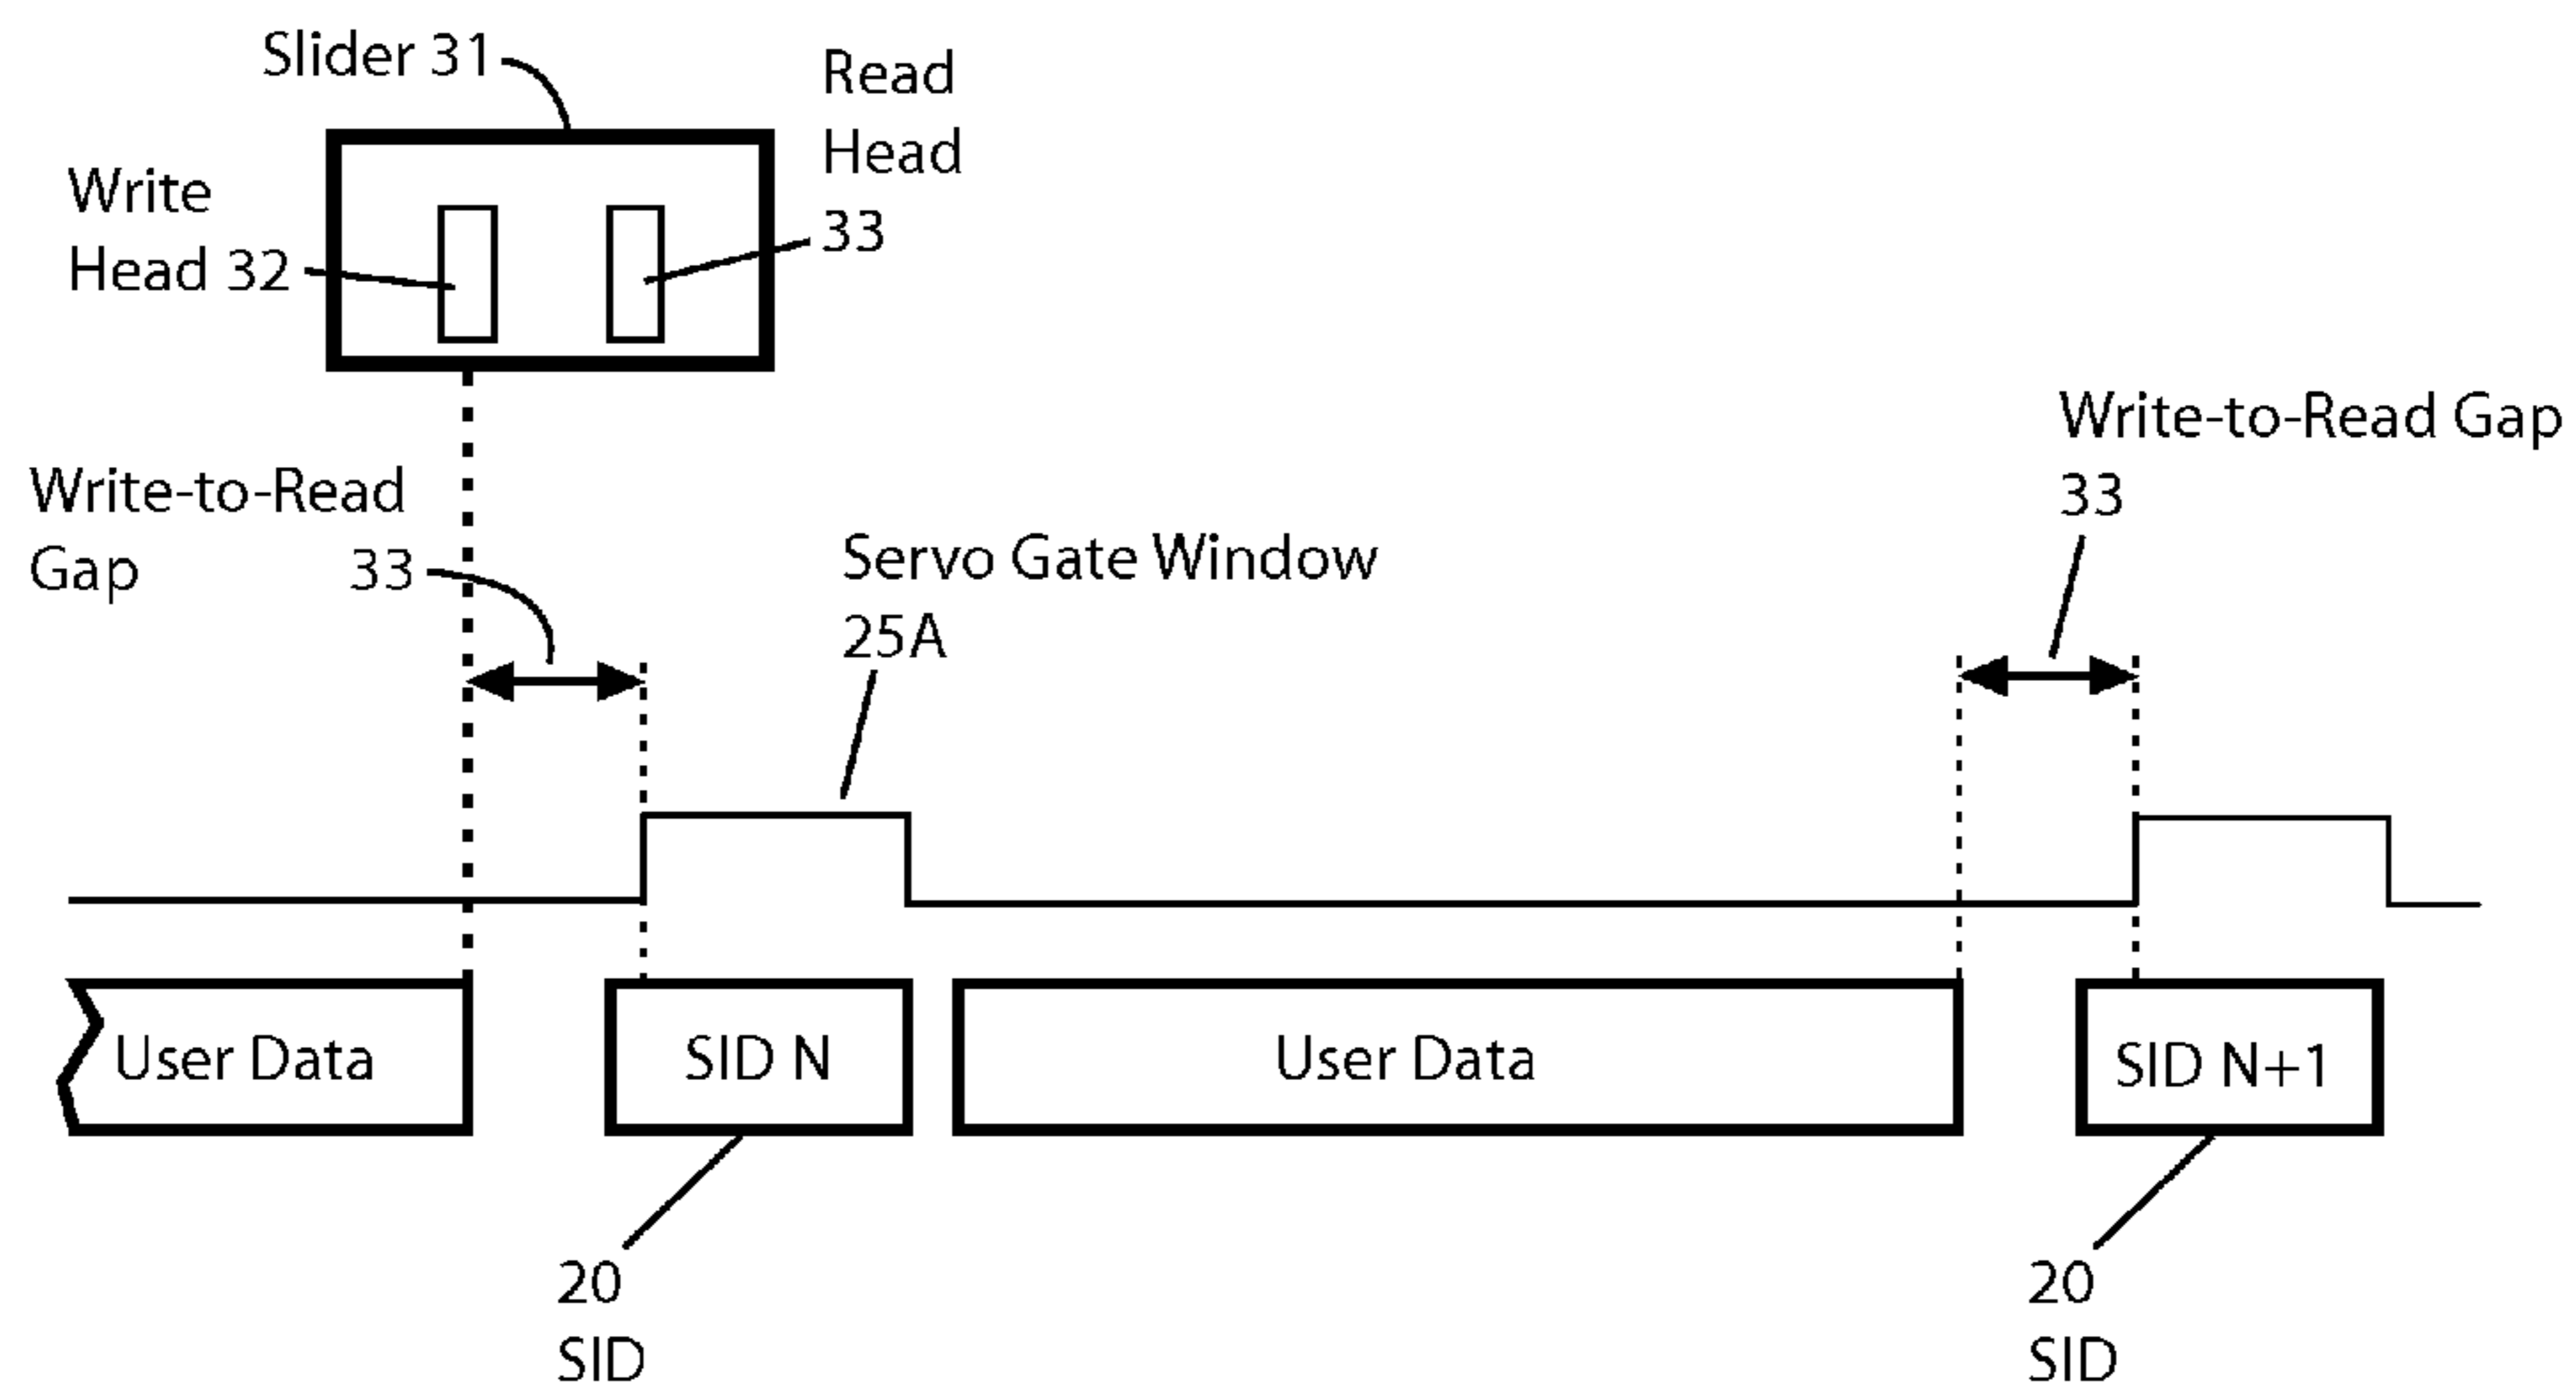 Slider 31
Read
Head
33
Write
Head 32
Write-to-Read Gap
33
Write-to-Read
Gap 33
Servo Gate Window
25A
User Data
SID N
User Data
SID N+1
20
SID
20
SID